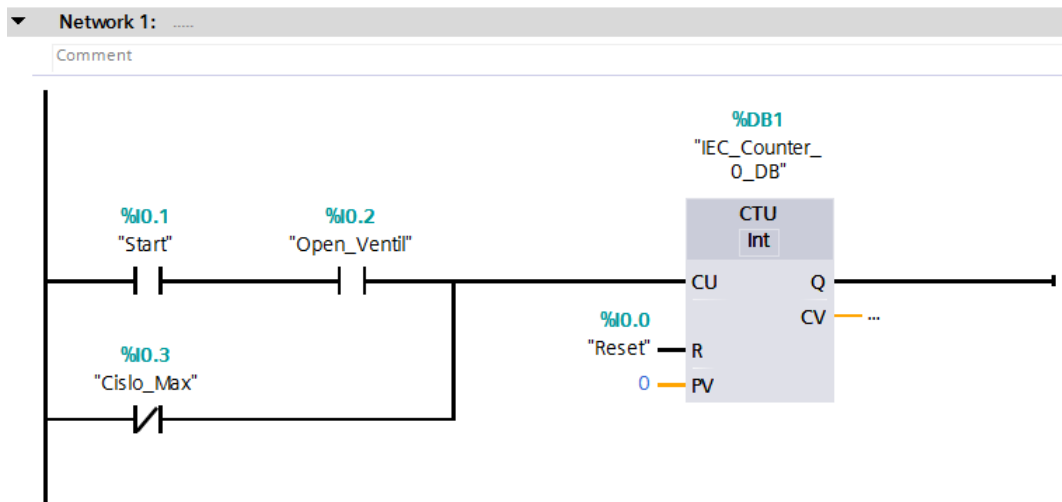 Network 1: .....
Comment
%DB1
"IEC_Counter_
0_DB"
%I0.1
"Start"
%I0.2
"Open_Ventil"
CTU
Int
CU
Q
%I0.0
"Reset"
R
CV
...
0
PV
%I0.3
"Cislo_Max"